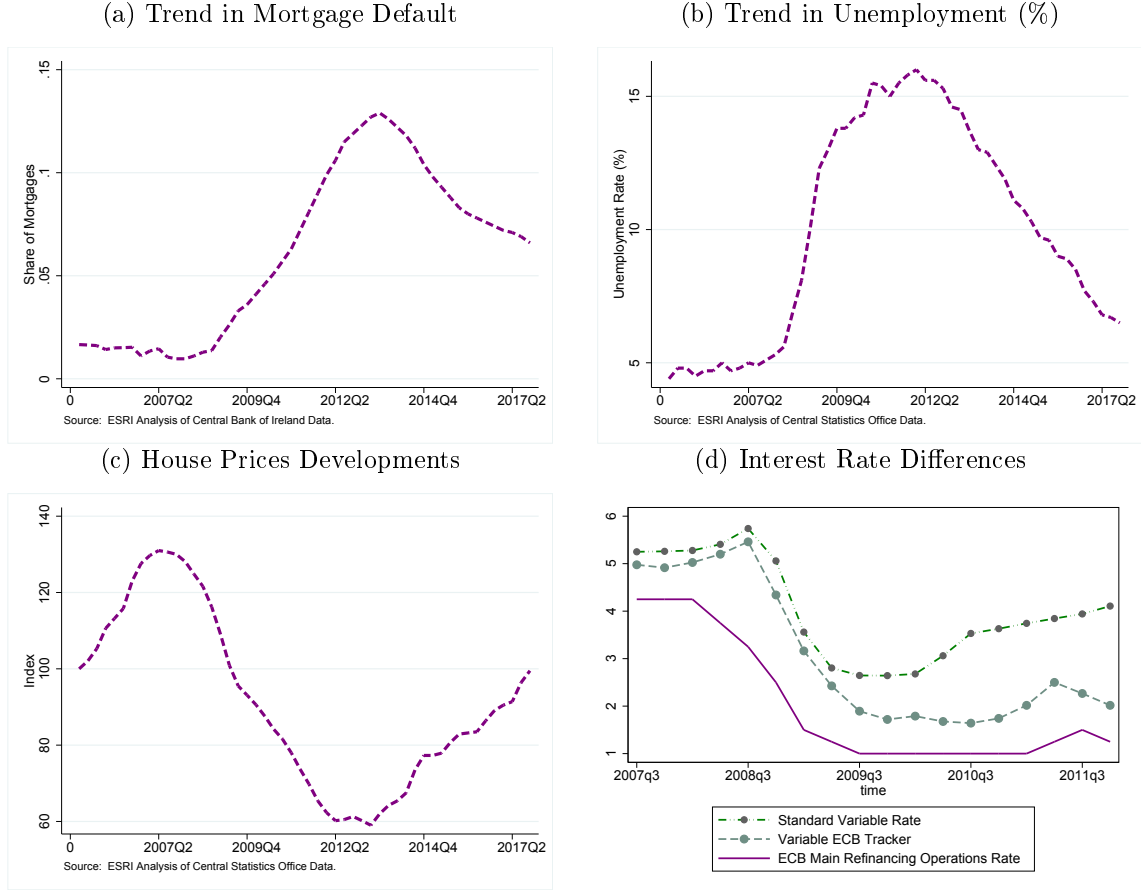 (a) Trend in Mortgage Default
Share of Mortgages
.15
.1
.05
0
0 2007Q2 2009Q4 2012Q2 2014Q4 2017Q2
Source: ESRI Analysis of Central Bank of Ireland Data.
(b) Trend in Unemployment (%)
Unemployment Rate (%)
15
10
5
0 2007Q2 2009Q4 2012Q2 2014Q4 2017Q2
Source: ESRI Analysis of Central Statistics Office Data.
(c) House Prices Developments
Index
140
120
100
80
60
0 2007Q2 2009Q4 2012Q2 2014Q4 2017Q2
Source: ESRI Analysis of Central Statistics Office Data.
(d) Interest Rate Differences
6
5
4
3
2
1
2007q3 2008q3 2009q3 2010q3 2011q3
time
Standard Variable Rate
Variable ECB Tracker
ECB Main Refinancing Operations Rate